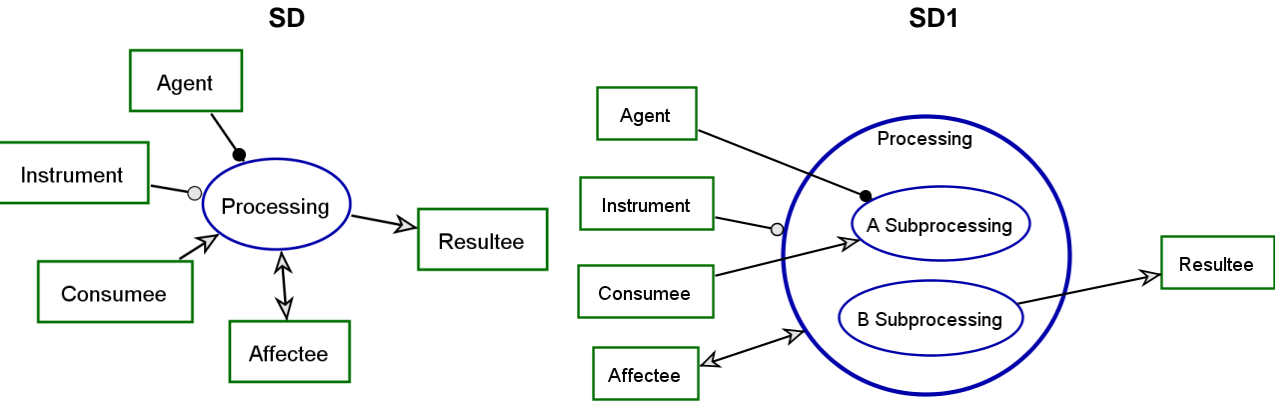 SD
Agent
Instrument
Processing
Consumee
Resultee
Affectee
SD1
Agent
Processing
Instrument
A Subprocessing
Consumee
Resultee
B Subprocessing
Affectee